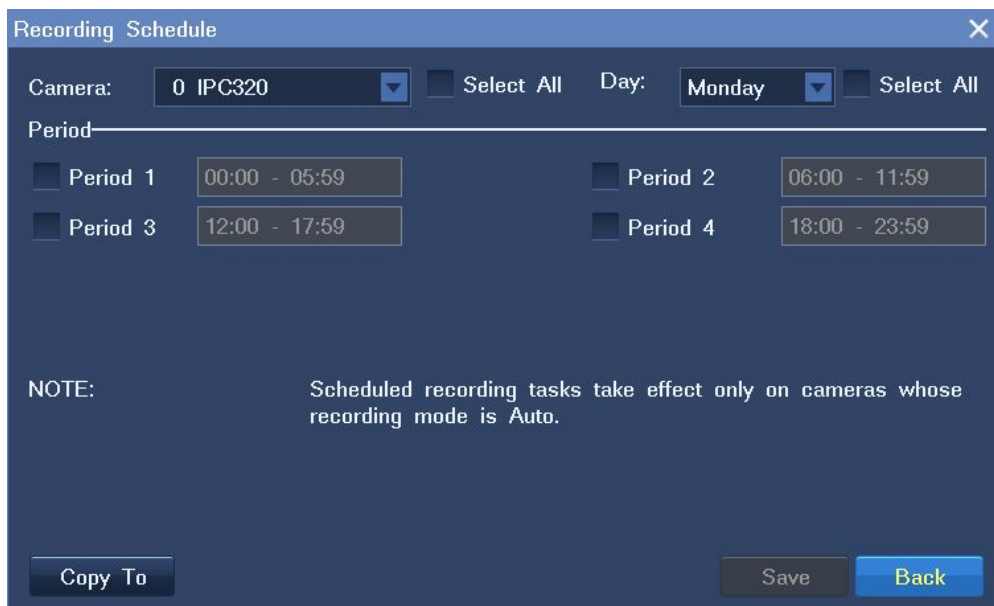 Recording Schedule
Camera: 0 IPC320 Select All Day: Monday Select All
Period
Period 1 00:00 - 05:59 Period 2 06:00 - 11:59
Period 3 12:00 - 17:59 Period 4 18:00 - 23:59
NOTE: Scheduled recording tasks take effect only on cameras whose
recording mode is Auto.
Copy To Save Back